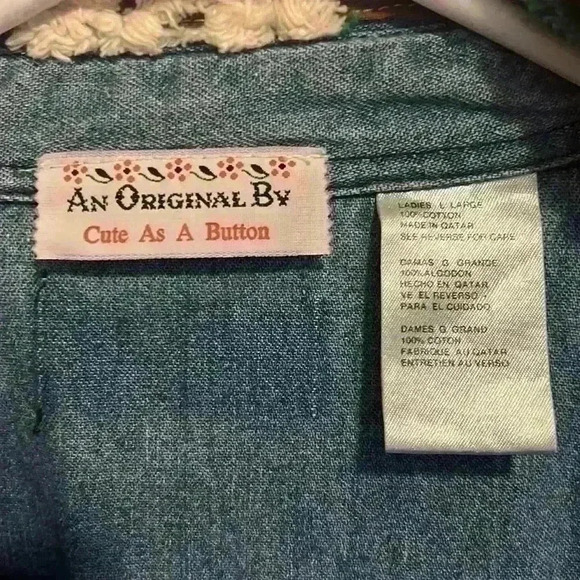 An Original By
Cute As A Button
LADIES L LARGE
100% COTTON
MADE IN QATAR
SEE REVERSE FOR CARE
DAMAS G GRANDE
100% ALGODON
HECHO EN QATAR
VE EL REVERSO -
PARA EL CUIDADO
DAMES G GRAND
100% COTON
FABRIQUE AU QATAR
ENTRETIEN AU VERSO